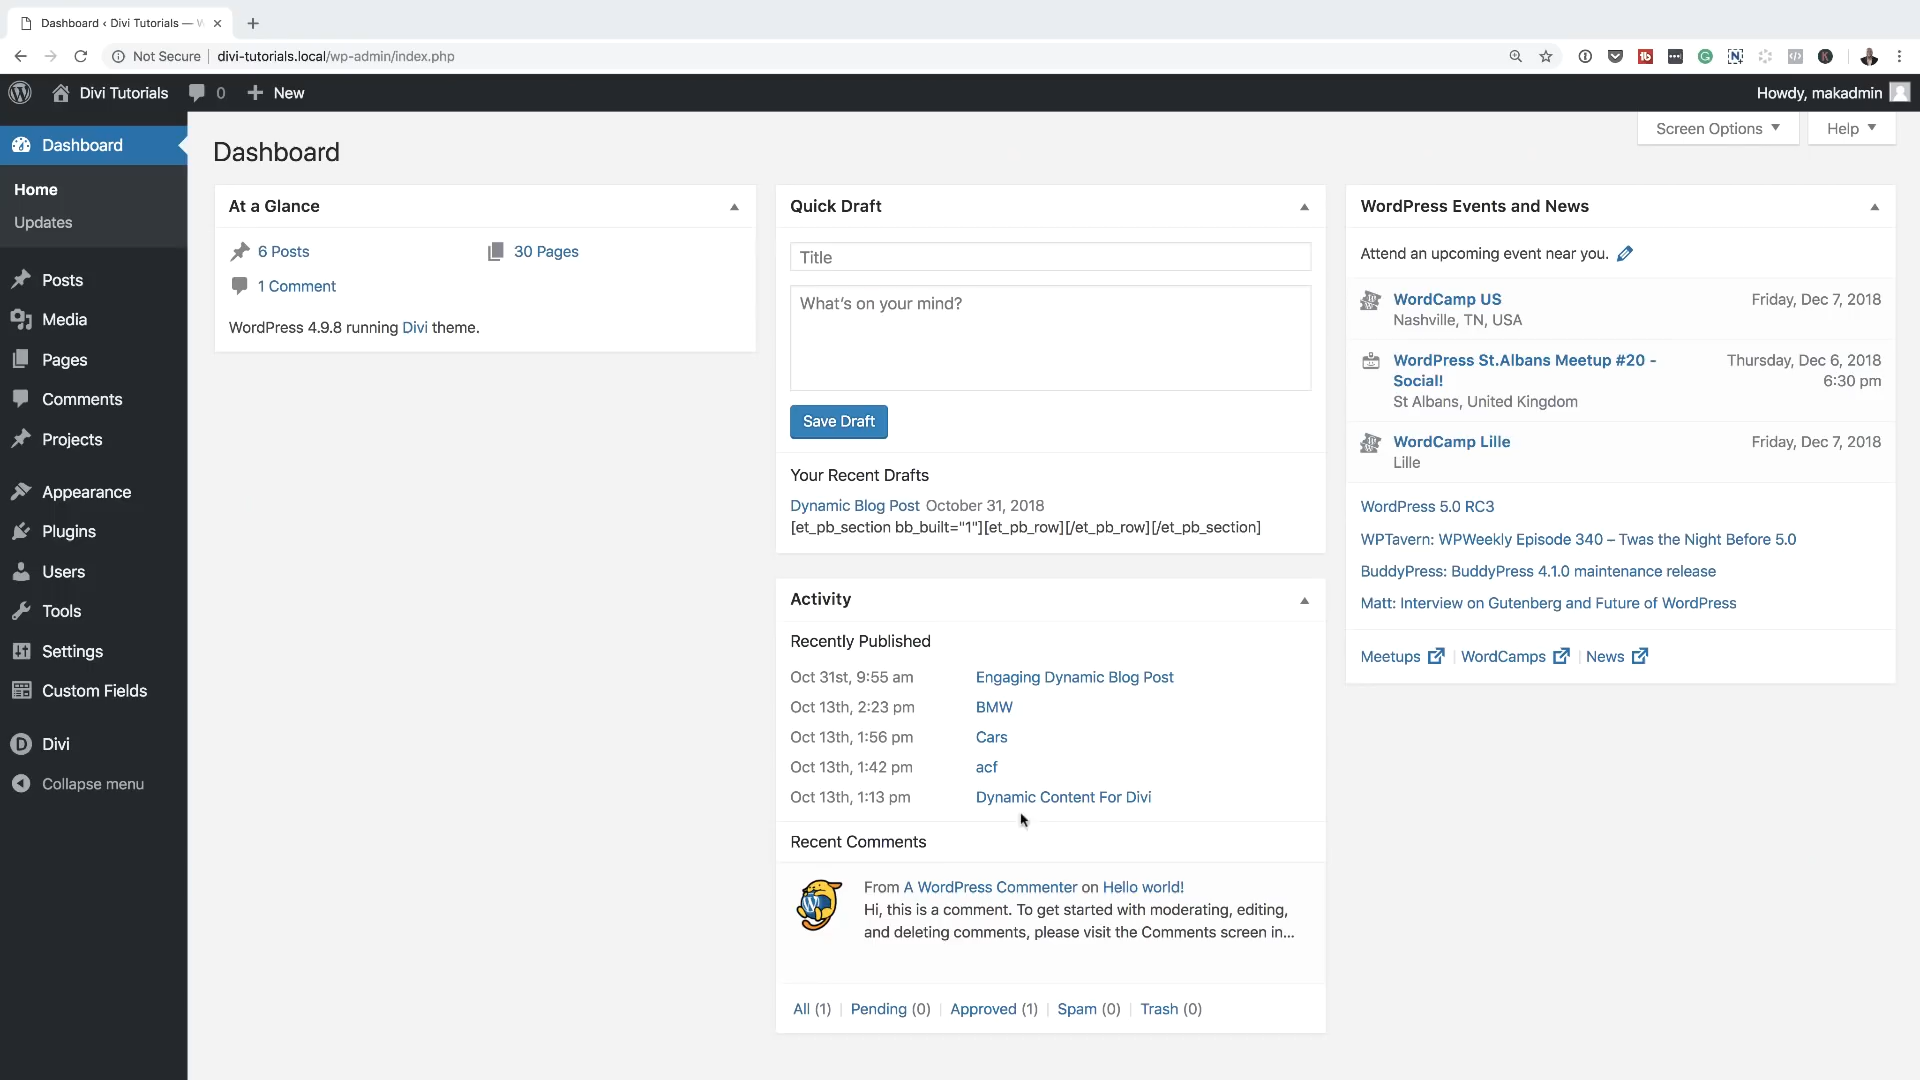 Dashboard ‹ Divi Tutorials —
Not Secure divi-tutorials.local/wp-admin/index.php
Divi Tutorials 0 New
Howdy, makadmin
Dashboard
Home
Updates
Posts
Media
Pages
Comments
Projects
Appearance
Plugins
Users
Tools
Settings
Custom Fields
Divi
Collapse menu
Screen Options
Help
Dashboard
At a Glance
6 Posts
30 Pages
1 Comment
WordPress 4.9.8 running Divi theme.
Quick Draft
Title
What’s on your mind?
Save Draft
Your Recent Drafts
Dynamic Blog Post October 31, 2018
[et_pb_section bb_built="1"][et_pb_row][/et_pb_row][/et_pb_section]
Activity
Recently Published
Oct 31st, 9:55 am Engaging Dynamic Blog Post
Oct 13th, 2:23 pm BMW
Oct 13th, 1:56 pm Cars
Oct 13th, 1:42 pm acf
Oct 13th, 1:13 pm Dynamic Content For Divi
Recent Comments
From A WordPress Commenter on Hello world!
Hi, this is a comment. To get started with moderating, editing,
and deleting comments, please visit the Comments screen in...
All (1) | Pending (0) | Approved (1) | Spam (0) | Trash (0)
WordPress Events and News
Attend an upcoming event near you.
WordCamp US Friday, Dec 7, 2018
Nashville, TN, USA
WordPress St.Albans Meetup #20 - Thursday, Dec 6, 2018
Social! 6:30 pm
St Albans, United Kingdom
WordCamp Lille Friday, Dec 7, 2018
Lille
WordPress 5.0 RC3
WPTavern: WPWeekly Episode 340 – Twas the Night Before 5.0
BuddyPress: BuddyPress 4.1.0 maintenance release
Matt: Interview on Gutenberg and Future of WordPress
Meetups | WordCamps | News